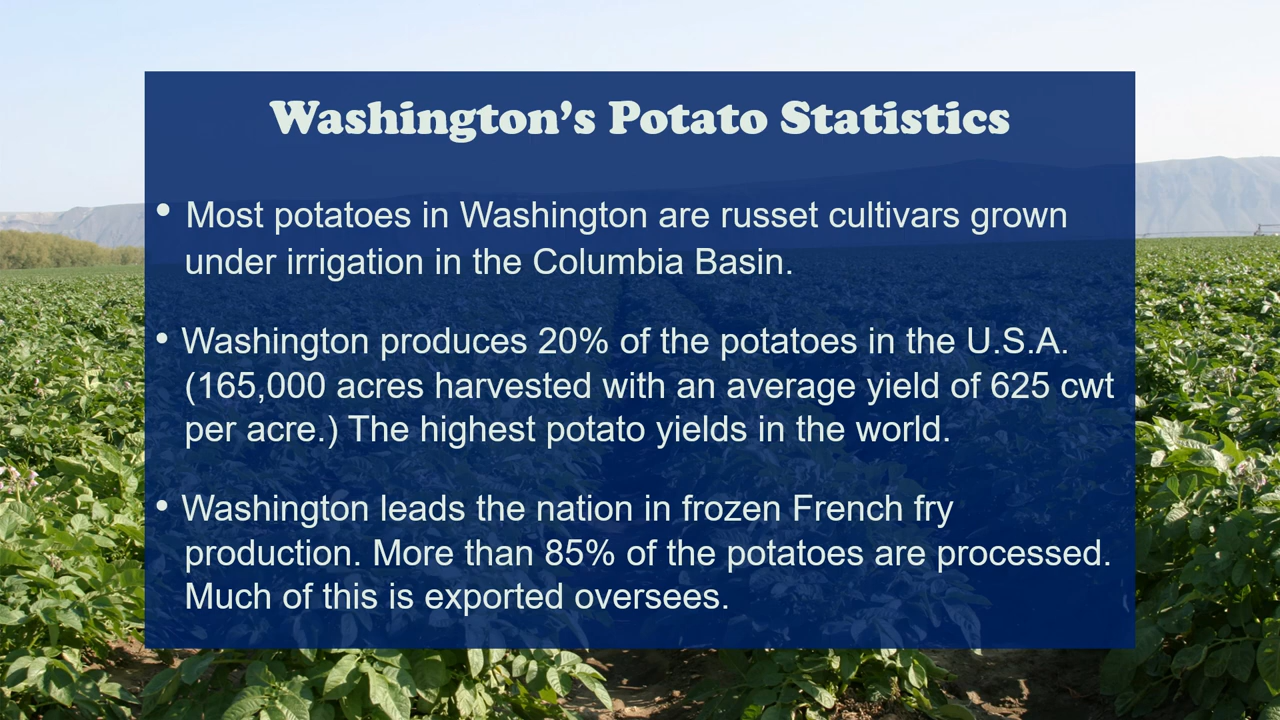 Washington’s Potato Statistics
• Most potatoes in Washington are russet cultivars grown
under irrigation in the Columbia Basin.
• Washington produces 20% of the potatoes in the U.S.A.
(165,000 acres harvested with an average yield of 625 cwt
per acre.) The highest potato yields in the world.
• Washington leads the nation in frozen French fry
production. More than 85% of the potatoes are processed.
Much of this is exported oversees.